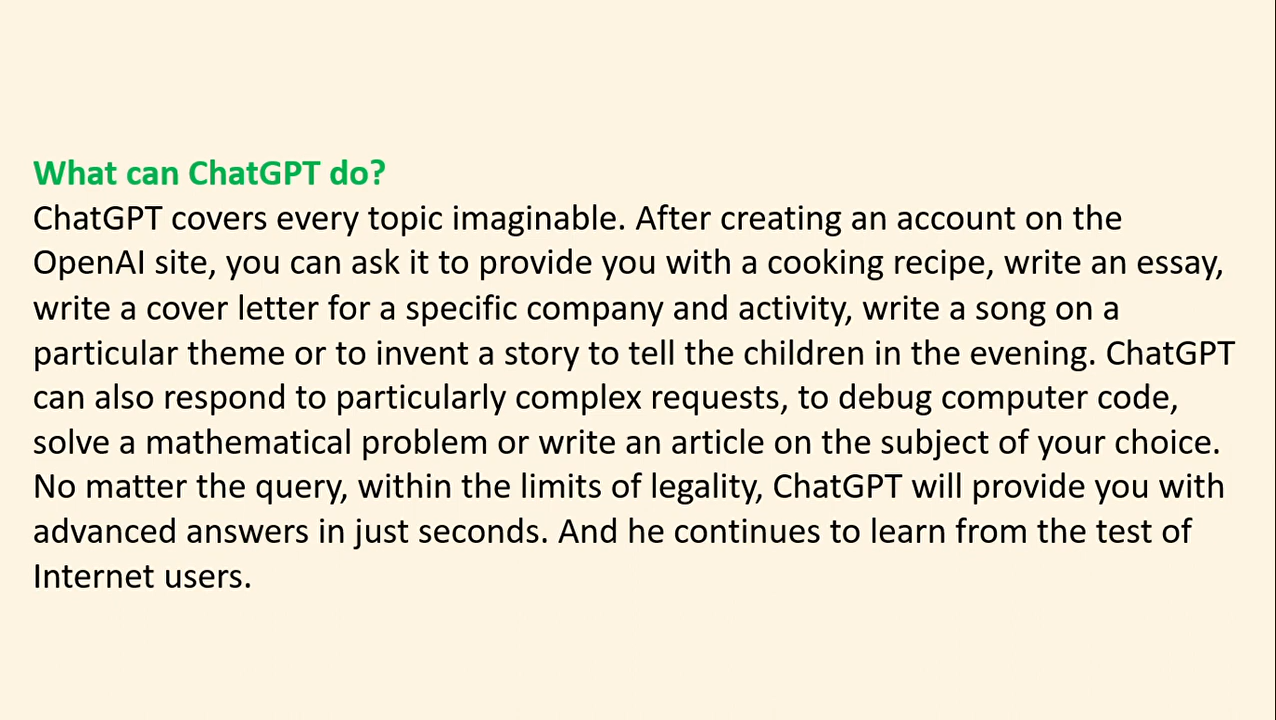 What can ChatGPT do?
ChatGPT covers every topic imaginable. After creating an account on the
OpenAI site, you can ask it to provide you with a cooking recipe, write an essay,
write a cover letter for a specific company and activity, write a song on a
particular theme or to invent a story to tell the children in the evening. ChatGPT
can also respond to particularly complex requests, to debug computer code,
solve a mathematical problem or write an article on the subject of your choice.
No matter the query, within the limits of legality, ChatGPT will provide you with
advanced answers in just seconds. And he continues to learn from the test of
Internet users.